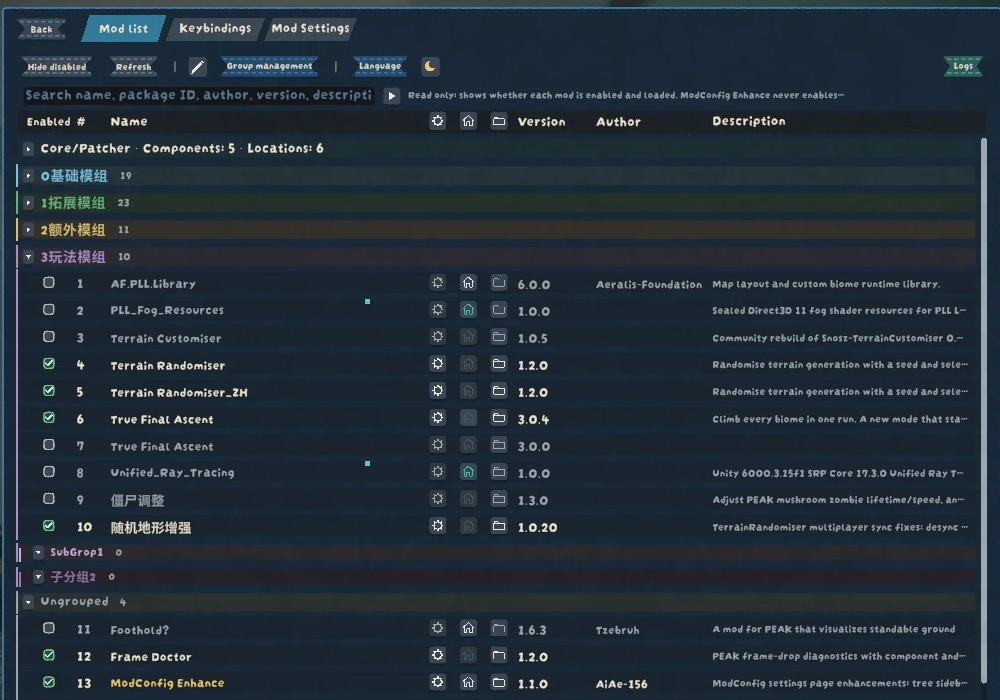 Back Mod list Keybindings Mod Settings
Hide disabled Refresh | Group management | Language Logs
Search name, package ID, author, version, descripti Read only: shows whether each mod is enabled and loaded. ModConfig Enhance never enables…
Enabled # Name Version Author Description
Core/Patcher · Components: 5 · Locations: 6
0基础模组 19
1拓展模组 23
2额外模组 11
3玩法模组 10
1 AF.PLL.Library 6.0.0 Aeralis-Foundation Map layout and custom biome runtime library.
2 PLL_Fog_Resources 1.0.0 Sealed Direct3D 11 fog shader resources for PLL L…
3 Terrain Customiser 1.0.5 Community rebuild of Snosz-TerrainCustomiser 0.…
4 Terrain Randomiser 1.2.0 Randomise terrain generation with a seed and sele…
5 Terrain Randomiser_ZH 1.2.0 Randomise terrain generation with a seed and sele…
6 True Final Ascent 3.0.4 Climb every biome in one run. A new mode that sta…
7 True Final Ascent 3.0.0
8 Unified_Ray_Tracing 1.0.0 Unity 6000.3.15f1 SRP Core 17.3.0 Unified Ray T…
9 僵尸调整 1.3.0 Adjust PEAK mushroom zombie lifetime/speed, an…
10 随机地形增强 1.0.20 TerrainRandomiser multiplayer sync fixes: desync …
SubGrop1 0
子分组2 0
Ungrouped 4
11 Foothold? 1.6.3 Tzebruh A mod for PEAK that visualizes standable ground
12 Frame Doctor 1.2.0 PEAK frame-drop diagnostics with component and…
13 ModConfig Enhance 1.1.0 AiAe-156 ModConfig settings page enhancements: tree sideb…